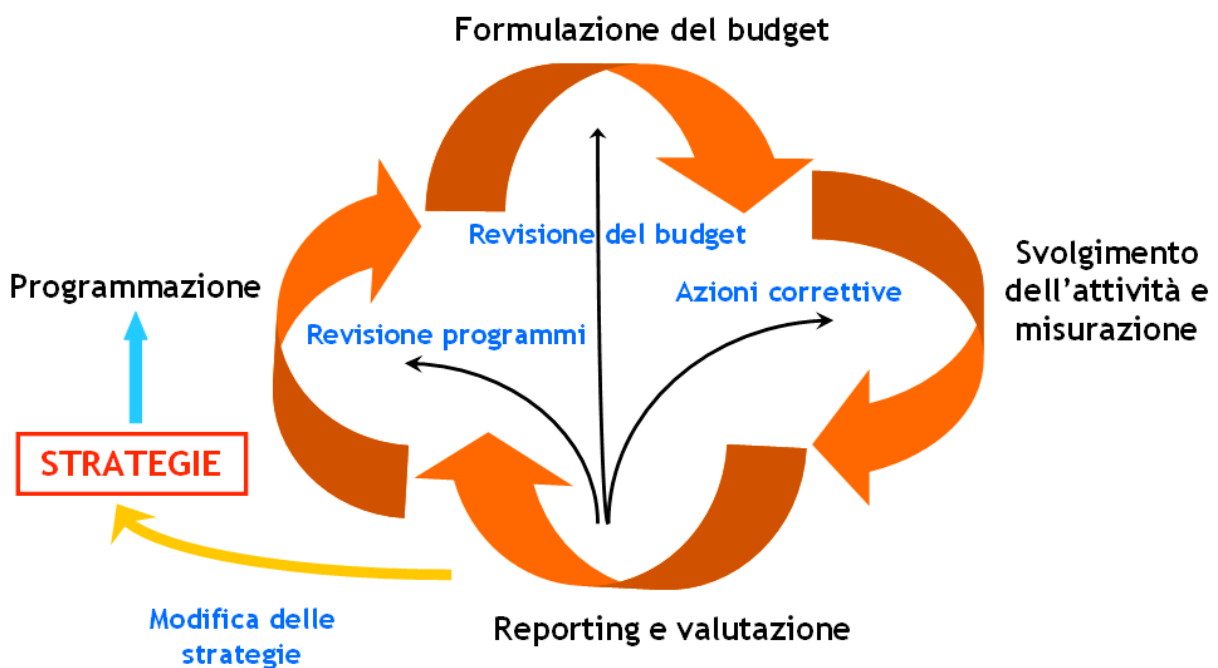 Formulazione del budget
Revisione del budget
Azioni correttive
Svolgimento
dell'attività e
misurazione
Programmazione
Revisione programmi
STRATEGIE
Modifica delle
strategie
Reporting e valutazione